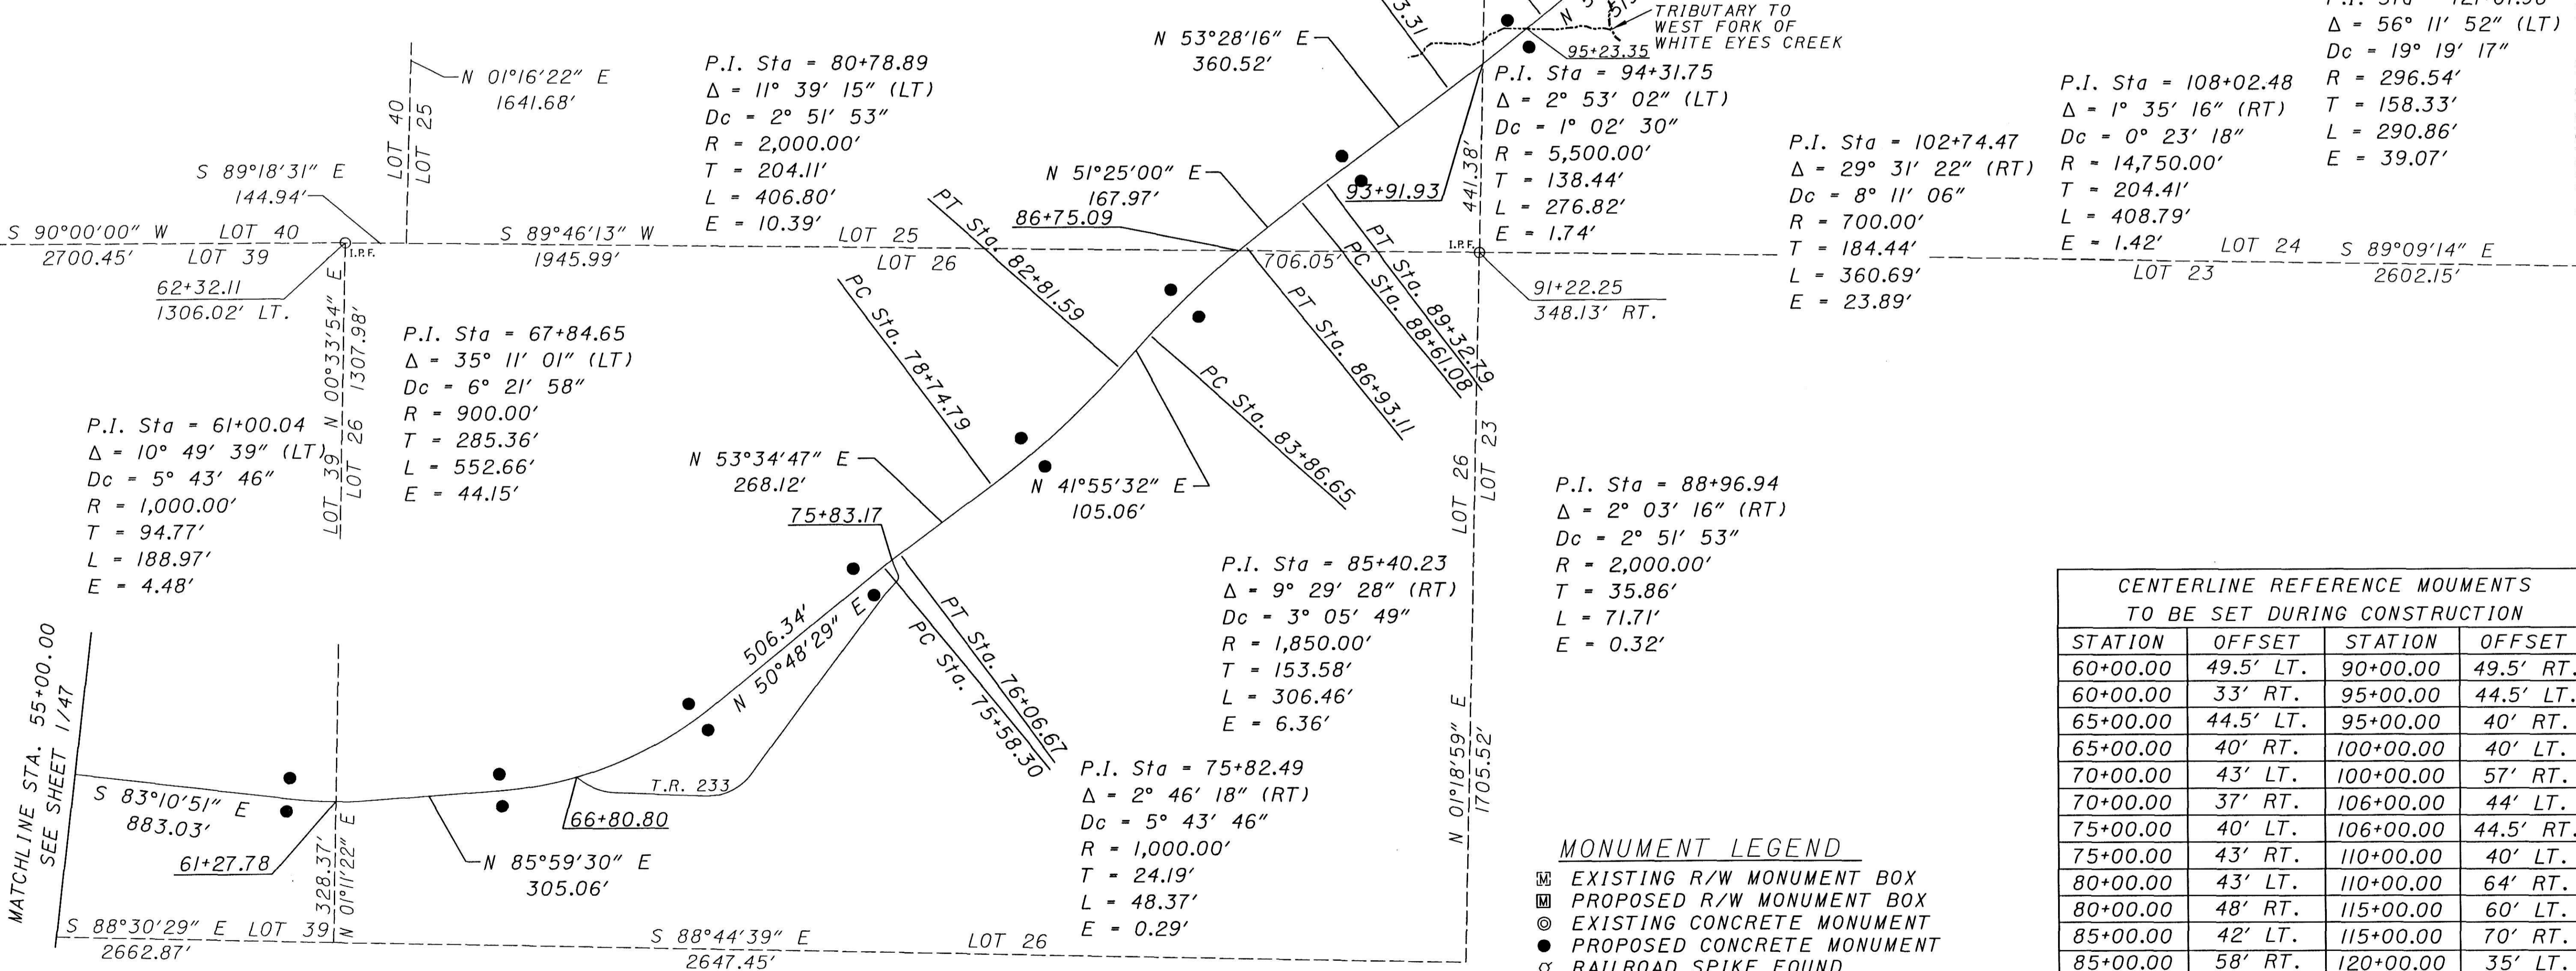 N 01°16'22" E
1641.68'
LOT 40
LOT 25
S 89°18'31" E
144.94'
S 90°00'00" W
LOT 40
2700.45'
LOT 39
I.P.F.
62+32.11
1306.02' LT.
N 00°33'54" E
1307.98'
LOT 39
LOT 26
S 89°46'13" W
1945.99'
LOT 25
LOT 26
P.I. Sta = 80+78.89
Δ = 11° 39' 15" (LT)
Dc = 2° 51' 53"
R = 2,000.00'
T = 204.11'
L = 406.80'
E = 10.39'
P.I. Sta = 61+00.04
Δ = 10° 49' 39" (LT)
Dc = 5° 43' 46"
R = 1,000.00'
T = 94.77'
L = 188.97'
E = 4.48'
P.I. Sta = 67+84.65
Δ = 35° 11' 01" (LT)
Dc = 6° 21' 58"
R = 900.00'
T = 285.36'
L = 552.66'
E = 44.15'
N 53°28'16" E
360.52'
3.31
TRIBUTARY TO
WEST FORK OF
WHITE EYES CREEK
95+23.35
P.I. Sta = 94+31.75
Δ = 2° 53' 02" (LT)
Dc = 1° 02' 30"
R = 5,500.00'
T = 138.44'
L = 276.82'
E = 1.74'
441.38'
93+91.93
N 51°25'00" E
167.97'
86+75.09
706.05'
I.P.F.
91+22.25
348.13' RT.
P.I. Sta = 102+74.47
Δ = 29° 31' 22" (RT)
Dc = 8° 11' 06"
R = 700.00'
T = 184.44'
L = 360.69'
E = 23.89'
P.I. Sta = 108+02.48
Δ = 1° 35' 16" (RT)
Dc = 0° 23' 18"
R = 14,750.00'
T = 204.41'
L = 408.79'
E = 1.42'
Δ = 56° 11' 52" (LT)
Dc = 19° 19' 17"
R = 296.54'
T = 158.33'
L = 290.86'
E = 39.07'
LOT 24
LOT 23
S 89°09'14" E
2602.15'
PC Sta. 78+74.79
PT Sta. 82+81.59
PC Sta. 83+86.65
PT Sta. 86+93.11
PC Sta. 88+61.08
PT Sta. 89+32.79
N 53°34'47" E
268.12'
75+83.17
N 41°55'32" E
105.06'
LOT 26
LOT 23
P.I. Sta = 88+96.94
Δ = 2° 03' 16" (RT)
Dc = 2° 51' 53"
R = 2,000.00'
T = 35.86'
L = 71.71'
E = 0.32'
P.I. Sta = 85+40.23
Δ = 9° 29' 28" (RT)
Dc = 3° 05' 49"
R = 1,850.00'
T = 153.58'
L = 306.46'
E = 6.36'
506.34'
N 50°48'29" E
PT Sta. 76+06.67
PC Sta. 75+58.30
P.I. Sta = 75+82.49
Δ = 2° 46' 18" (RT)
Dc = 5° 43' 46"
R = 1,000.00'
T = 24.19'
L = 48.37'
E = 0.29'
N 01°18'59" E
1705.52'
MATCHLINE STA. 55+00.00
SEE SHEET 1/47
S 83°10'51" E
883.03'
61+27.78
328.37'
N 01°11'22" E
N 85°59'30" E
305.06'
66+80.80
T.R. 233
S 88°30'29" E
LOT 39
2662.87'
S 88°44'39" E
2647.45'
LOT 26
MONUMENT LEGEND
EXISTING R/W MONUMENT BOX
PROPOSED R/W MONUMENT BOX
EXISTING CONCRETE MONUMENT
PROPOSED CONCRETE MONUMENT
RAILROAD SPIKE FOUND
CENTERLINE REFERENCE MOUMENTS
TO BE SET DURING CONSTRUCTION
STATION OFFSET STATION OFFSET
60+00.00 49.5' LT. 90+00.00 49.5' RT.
60+00.00 33' RT. 95+00.00 44.5' LT.
65+00.00 44.5' LT. 95+00.00 40' RT.
65+00.00 40' RT. 100+00.00 40' LT.
70+00.00 43' LT. 100+00.00 57' RT.
70+00.00 37' RT. 106+00.00 44' LT.
75+00.00 40' LT. 106+00.00 44.5' RT.
75+00.00 43' RT. 110+00.00 40' LT.
80+00.00 43' LT. 110+00.00 64' RT.
80+00.00 48' RT. 115+00.00 60' LT.
85+00.00 42' LT. 115+00.00 70' RT.
85+00.00 58' RT. 120+00.00 35' LT.